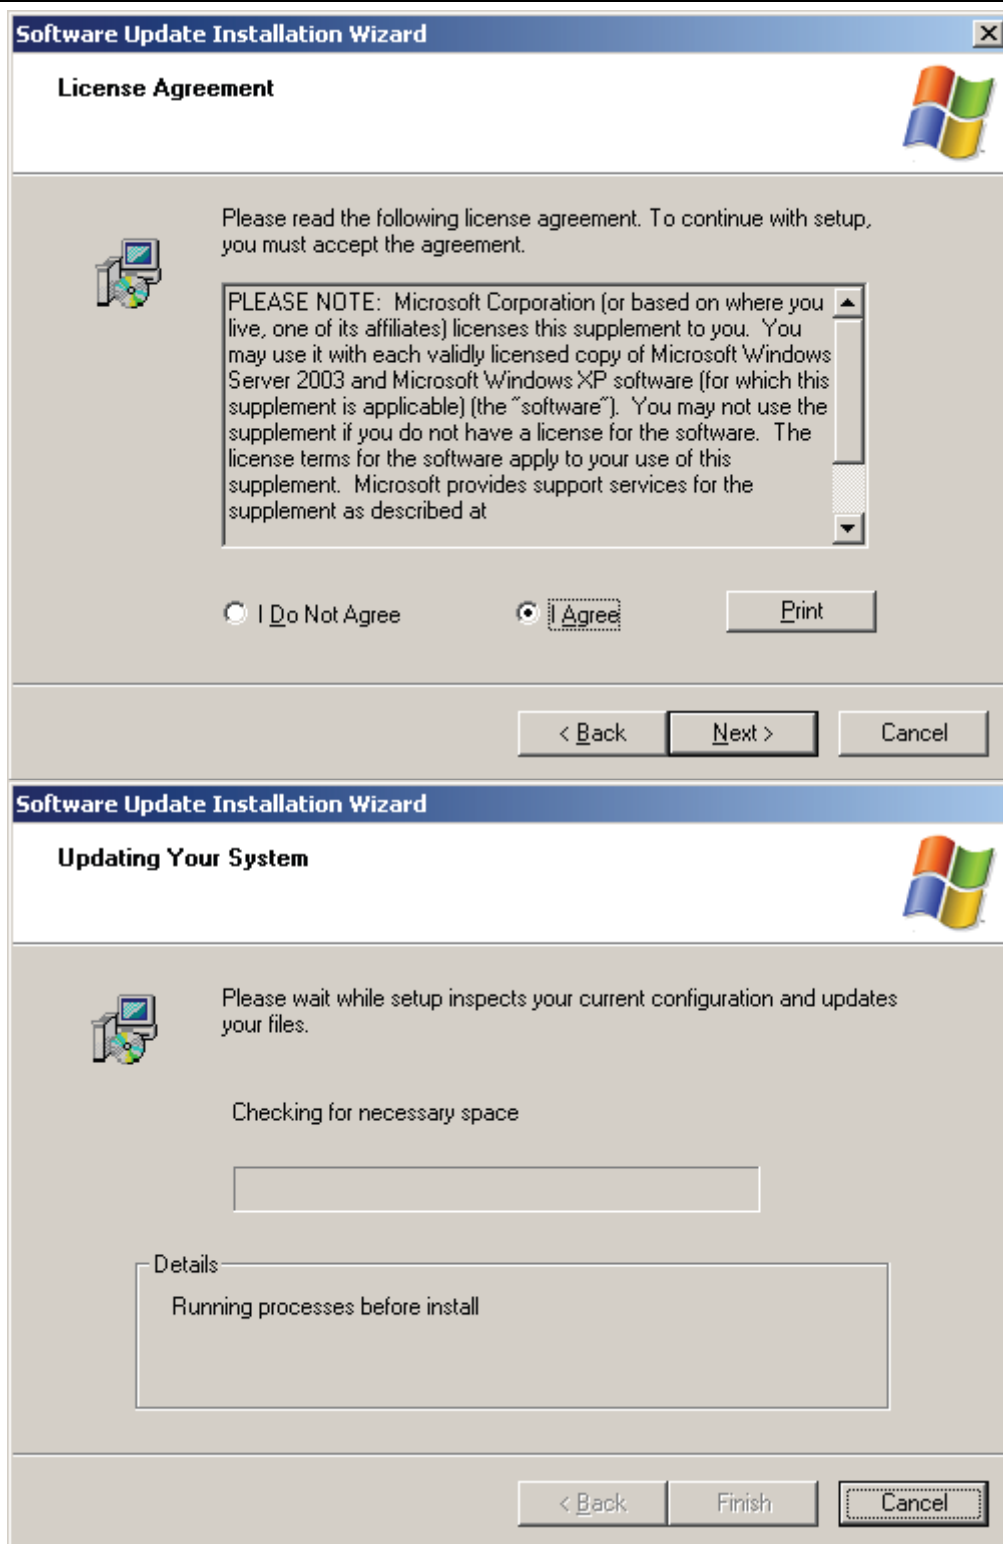 Software Update Installation Wizard
License Agreement
Please read the following license agreement. To continue with setup,
you must accept the agreement.
PLEASE NOTE:  Microsoft Corporation (or based on where you
live, one of its affiliates) licenses this supplement to you.  You
may use it with each validly licensed copy of Microsoft Windows
Server 2003 and Microsoft Windows XP software (for which this
supplement is applicable) (the "software").  You may not use the
supplement if you do not have a license for the software.  The
license terms for the software apply to your use of this
supplement.  Microsoft provides support services for the
supplement as described at
I Do Not Agree
I Agree
Print
< Back
Next >
Cancel
Software Update Installation Wizard
Updating Your System
Please wait while setup inspects your current configuration and updates
your files.
Checking for necessary space
Details
Running processes before install
< Back
Finish
Cancel